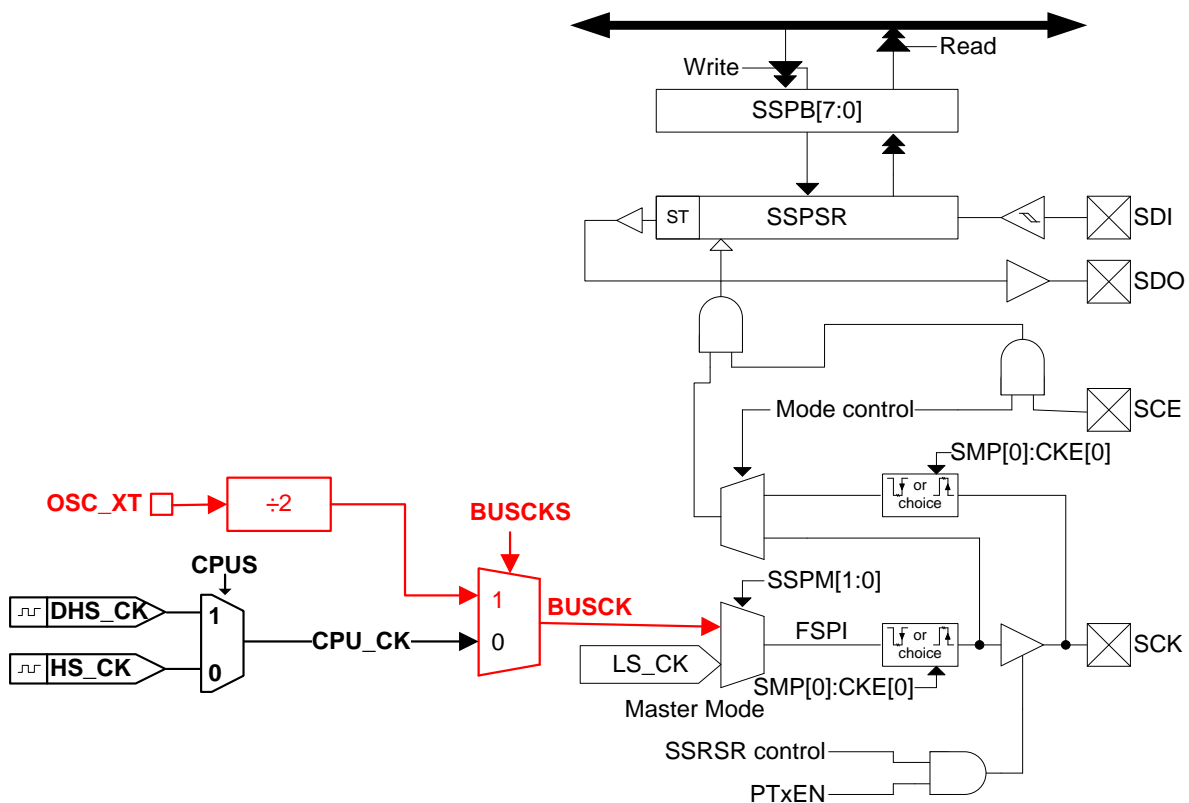 Read
Write
SSPB[7:0]
ST
SSPSR
SDI
SDO
Mode control
SCE
SMP[0]:CKE[0]
OSC_XT
÷2
or
choice
BUSCKS
CPUS
SSPM[1:0]
DHS_CK
1
1
BUSCK
FSPI
or
choice
CPU_CK
0
SCK
HS_CK
0
LS_CK
SMP[0]:CKE[0]
Master Mode
SSRSR control
PTxEN